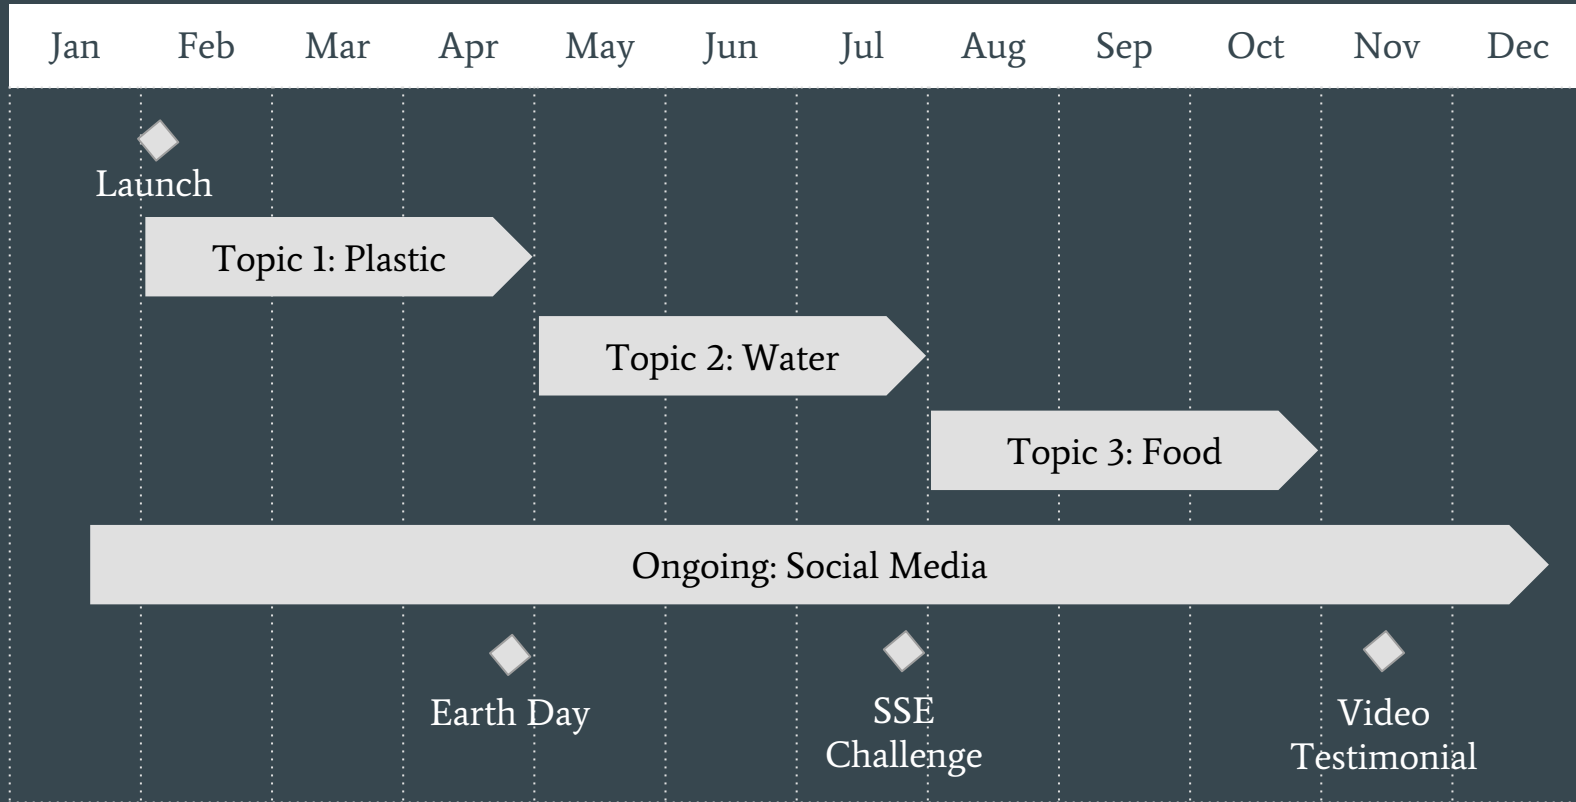 Jan Feb Mar Apr May Jun Jul Aug Sep Oct Nov Dec
Launch
Topic 1: Plastic
Topic 2: Water
Topic 3: Food
Ongoing: Social Media
Earth Day
SSE
Challenge
Video
Testimonial